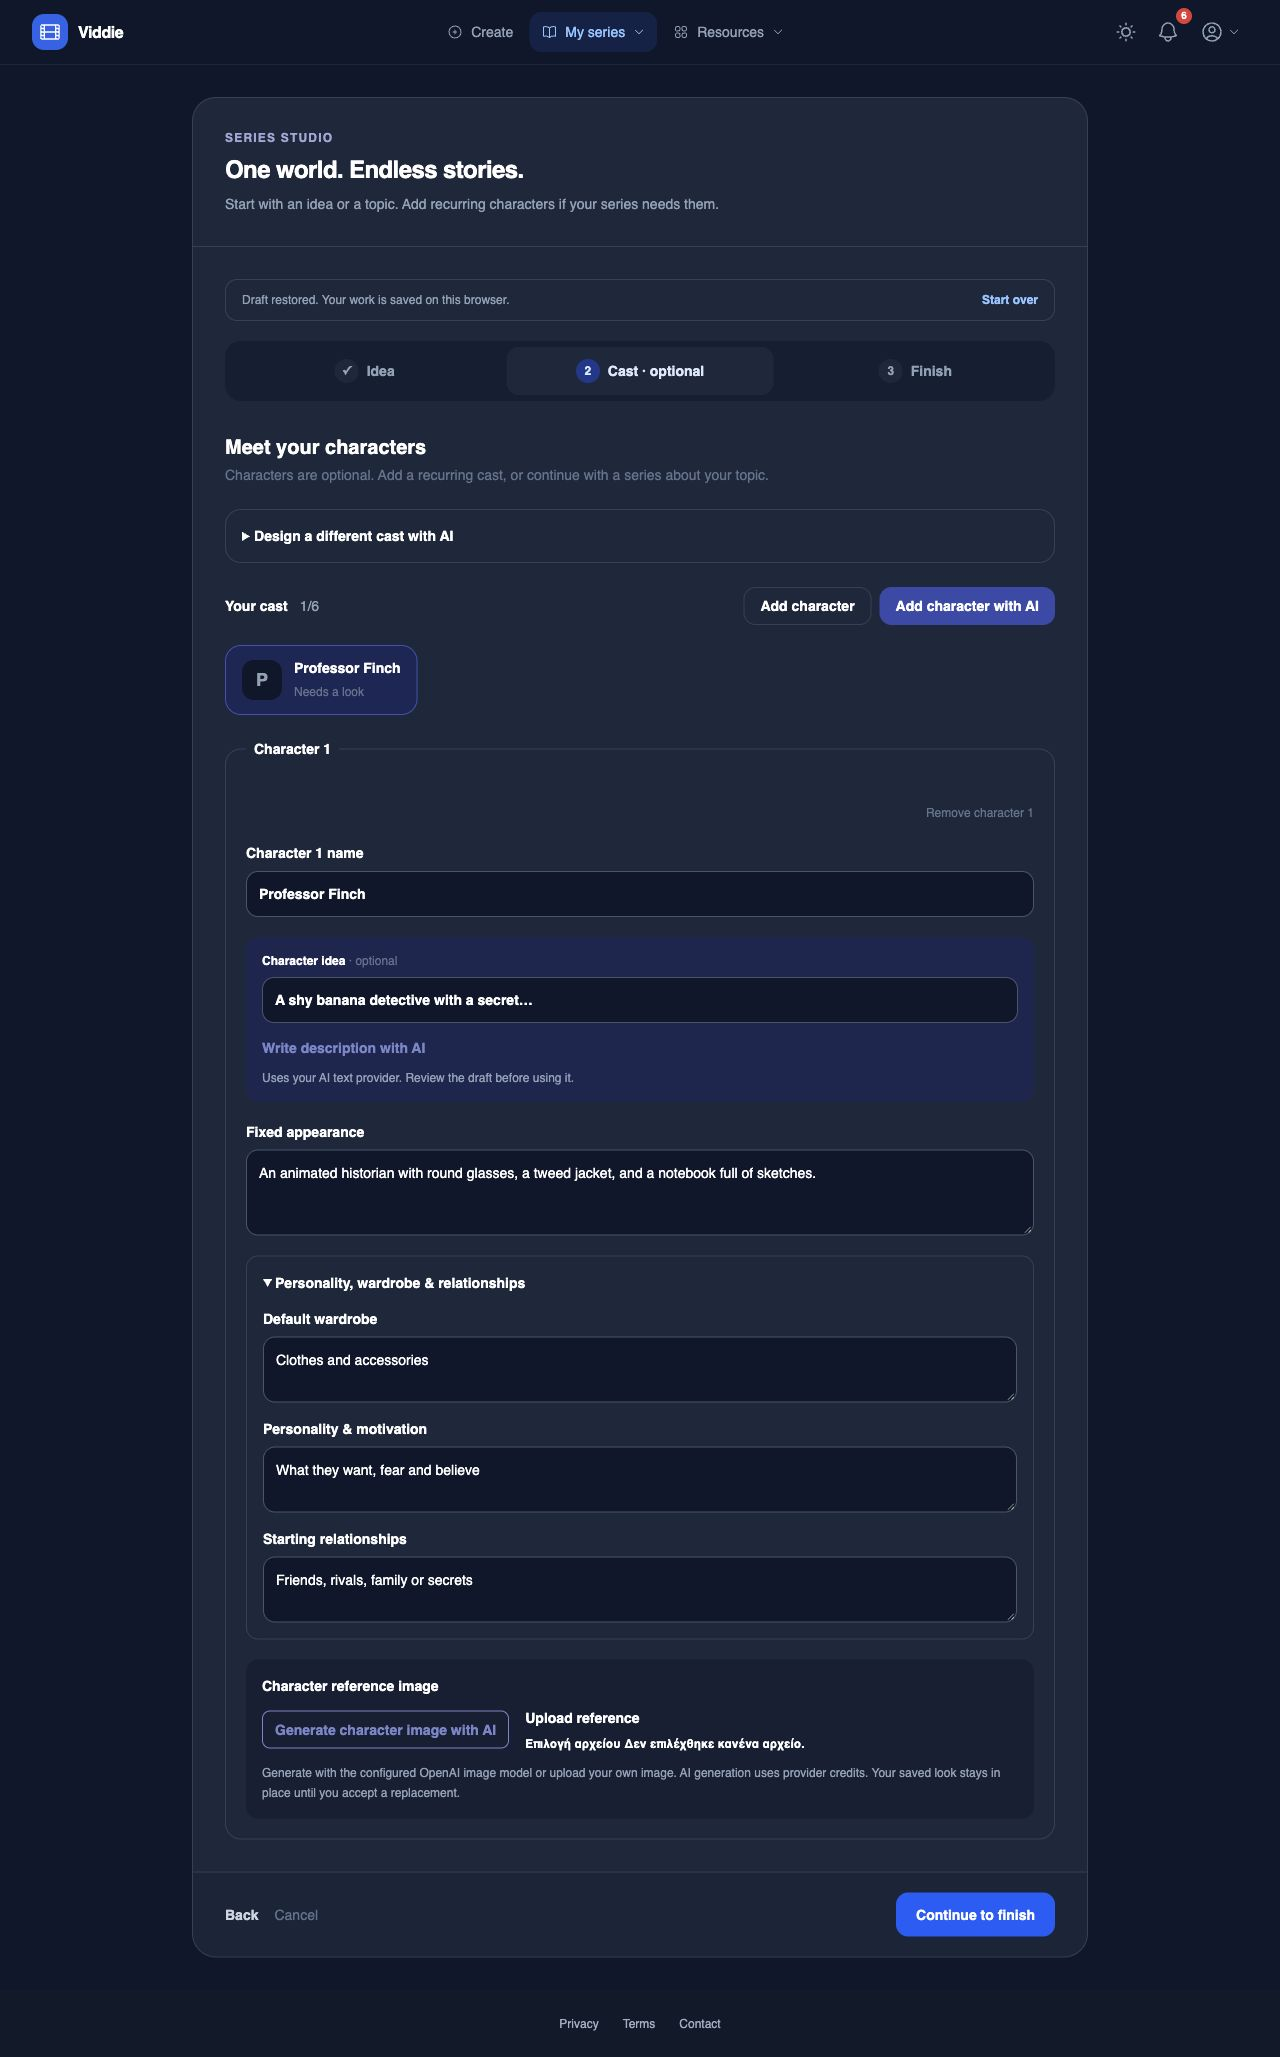 Viddie
Create
My series
Resources
6
SERIES STUDIO
One world. Endless stories.
Start with an idea or a topic. Add recurring characters if your series needs them.
Draft restored. Your work is saved on this browser.
Start over
✓ Idea
2 Cast · optional
3 Finish
Meet your characters
Characters are optional. Add a recurring cast, or continue with a series about your topic.
Design a different cast with AI
Your cast 1/6
Add character
Add character with AI
P
Professor Finch
Needs a look
Character 1
Remove character 1
Character 1 name
Professor Finch
Character idea · optional
A shy banana detective with a secret…
Write description with AI
Uses your AI text provider. Review the draft before using it.
Fixed appearance
An animated historian with round glasses, a tweed jacket, and a notebook full of sketches.
Personality, wardrobe & relationships
Default wardrobe
Clothes and accessories
Personality & motivation
What they want, fear and believe
Starting relationships
Friends, rivals, family or secrets
Character reference image
Generate character image with AI
Upload reference
Επιλογή αρχείου Δεν επιλέχθηκε κανένα αρχείο.
Generate with the configured OpenAI image model or upload your own image. AI generation uses provider credits. Your saved look stays in
place until you accept a replacement.
Back
Cancel
Continue to finish
Privacy
Terms
Contact